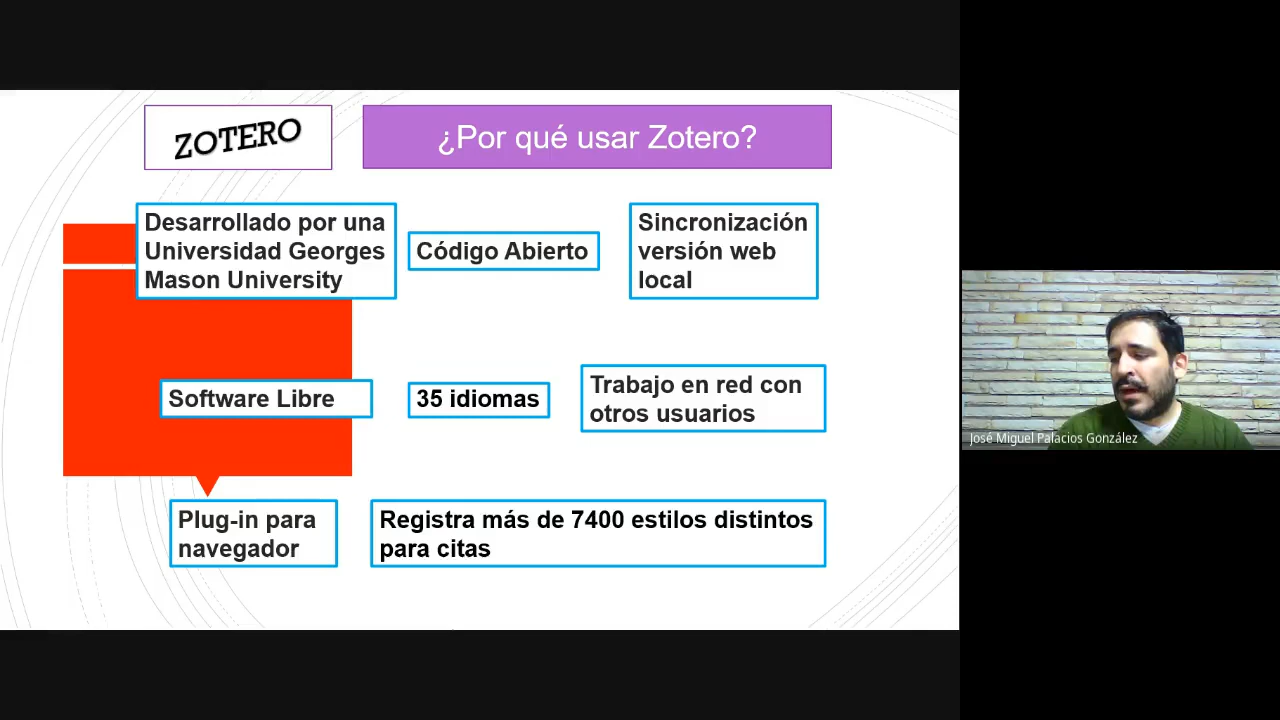 ZOTERO
¿Por qué usar Zotero?
Desarrollado por una
Universidad Georges
Mason University
Código Abierto
Sincronización
versión web
local
Software Libre
35 idiomas
Trabajo en red con
otros usuarios
Plug-in para
navegador
Registra más de 7400 estilos distintos
para citas
José Miguel Palacios González